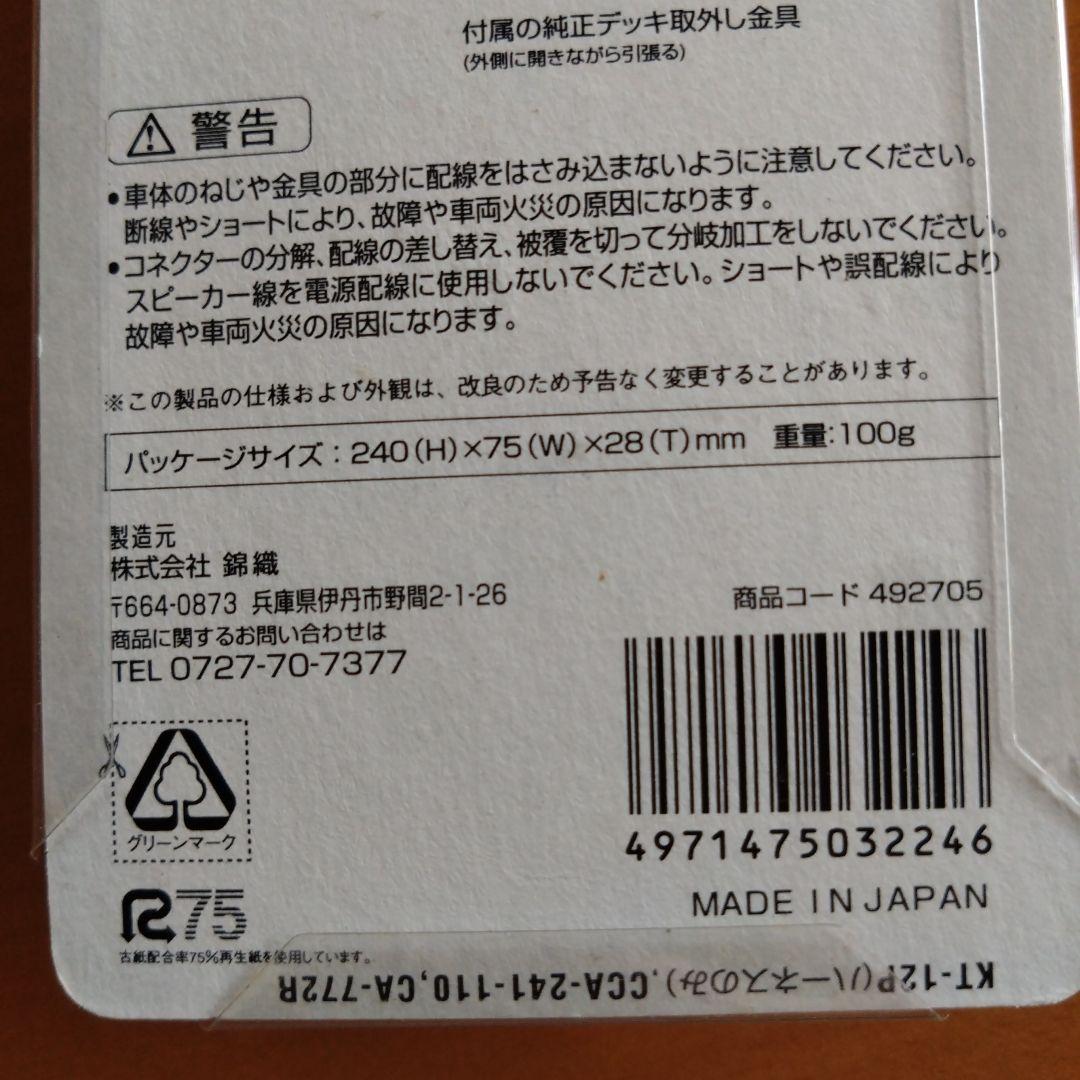 付属の純正デッキ取外し金具
(外側に開きながら引張る)
⚠ 警告
•車体のねじや金具の部分に配線をはさみ込まないように注意してください。
断線やショートにより、故障や車両火災の原因になります。
•コネクターの分解、配線の差し替え、被覆を切って分岐加工をしないでください。
スピーカー線を電源配線に使用しないでください。ショートや誤配線により
故障や車両火災の原因になります。
※この製品の仕様および外観は、改良のため予告なく変更することがあります。
パッケージサイズ：240(H)×75(W)×28(T)mm 重量:100g
製造元
株式会社 錦織
〒664-0873 兵庫県伊丹市野間2-1-26
商品に関するお問い合わせは
TEL 0727-70-7377
商品コード 492705
4971475032246
MADE IN JAPAN
グリーンマーク
R75
古紙配合率75%再生紙を使用しています。
KT-12P(ハーネスのみ),CCA-241-110,CA-772R